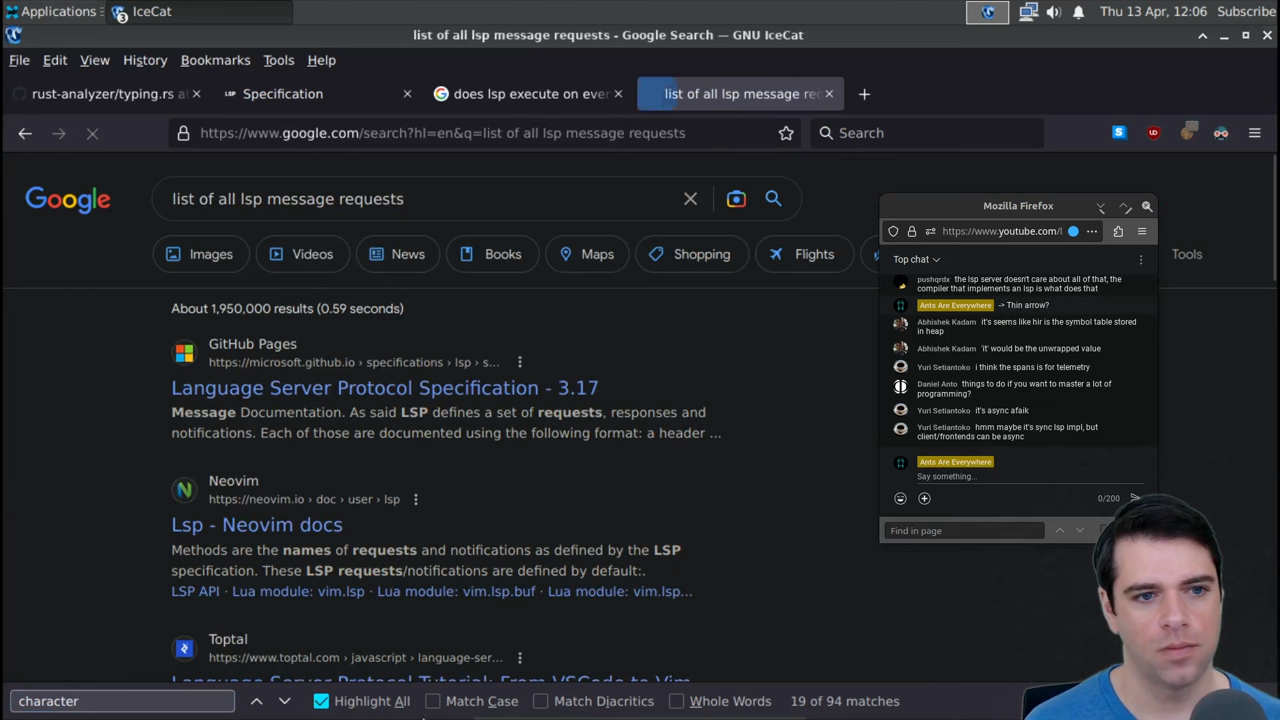 Applications
3
IceCat
Thu 13 Apr, 12:06
Subscribe
list of all lsp message requests - Google Search — GNU IceCat
File Edit View History Bookmarks Tools Help
rust-analyzer/typing.rs
LSP Specification
does lsp execute on ever
list of all lsp message req
https://www.google.com/search?hl=en&q=list of all lsp message requests
Search
Google
list of all lsp message requests
Images
Videos
News
Books
Maps
Shopping
Flights
Tools
About 1,950,000 results (0.59 seconds)
GitHub Pages
https://microsoft.github.io › specifications › lsp › s...
Language Server Protocol Specification - 3.17
Message Documentation. As said LSP defines a set of requests, responses and
notifications. Each of those are documented using the following format: a header ...
Neovim
https://neovim.io › doc › user › lsp
Lsp - Neovim docs
Methods are the names of requests and notifications as defined by the LSP
specification. These LSP requests/notifications are defined by default:.
LSP API · Lua module: vim.lsp · Lua module: vim.lsp.buf · Lua module: vim.lsp...
Toptal
https://www.toptal.com › javascript › language-ser...
Language Server Protocol Tutorial: From VSCode to Vim
Mozilla Firefox
https://www.youtube.com/l
Top chat
pushqrdx the lsp server doesn't care about all of that, the
compiler that implements an lsp is what does that
Ants Are Everywhere -> Thin arrow?
Abhishek Kadam it's seems like hir is the symbol table stored
in heap
Abhishek Kadam 'it' would be the unwrapped value
Yuri Setiantoko i think the spans is for telemetry
Daniel Anto things to do if you want to master a lot of
programming?
Yuri Setiantoko it's async afaik
Yuri Setiantoko hmm maybe it's sync lsp impl, but
client/frontends can be async
Ants Are Everywhere
Say something...
0/200
Find in page
character
Highlight All
Match Case
Match Diacritics
Whole Words
19 of 94 matches